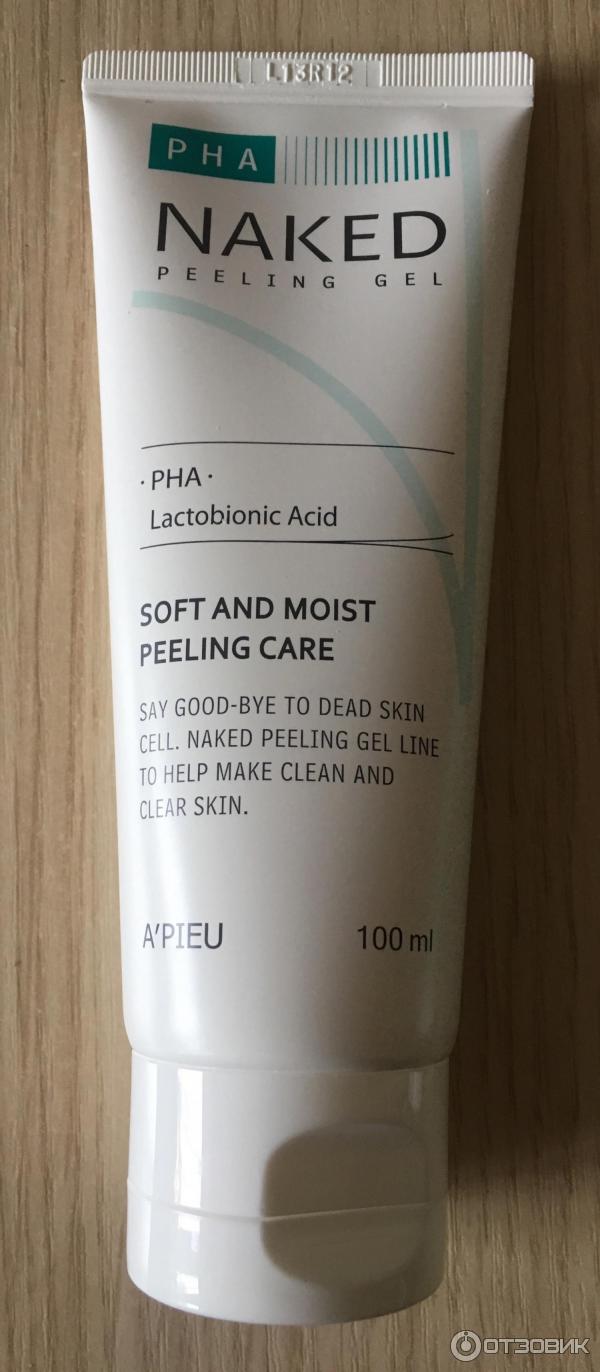 L13R12
PHA
NAKED
PEELING GEL
· PHA ·
Lactobionic Acid
SOFT AND MOIST
PEELING CARE
SAY GOOD-BYE TO DEAD SKIN
CELL. NAKED PEELING GEL LINE
TO HELP MAKE CLEAN AND
CLEAR SKIN.
A'PIEU 100 ml
ОТЗОВИК